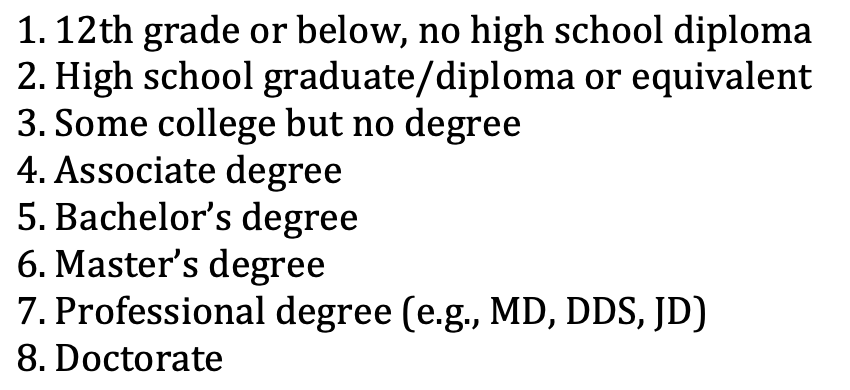 1. 12th grade or below, no high school diploma
2. High school graduate/diploma or equivalent
3. Some college but no degree
4. Associate degree
5. Bachelor’s degree
6. Master’s degree
7. Professional degree (e.g., MD, DDS, JD)
8. Doctorate